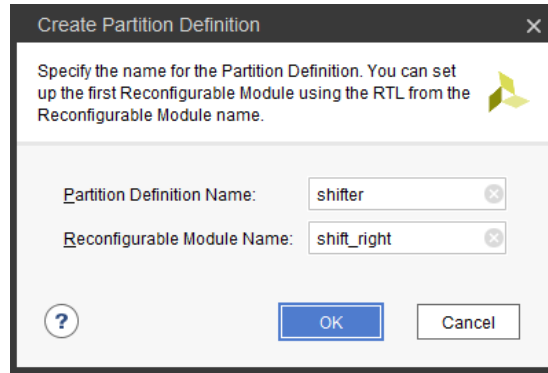 Create Partition Definition
Specify the name for the Partition Definition. You can set
up the first Reconfigurable Module using the RTL from the
Reconfigurable Module name.
Partition Definition Name: shifter
Reconfigurable Module Name: shift_right
? OK Cancel